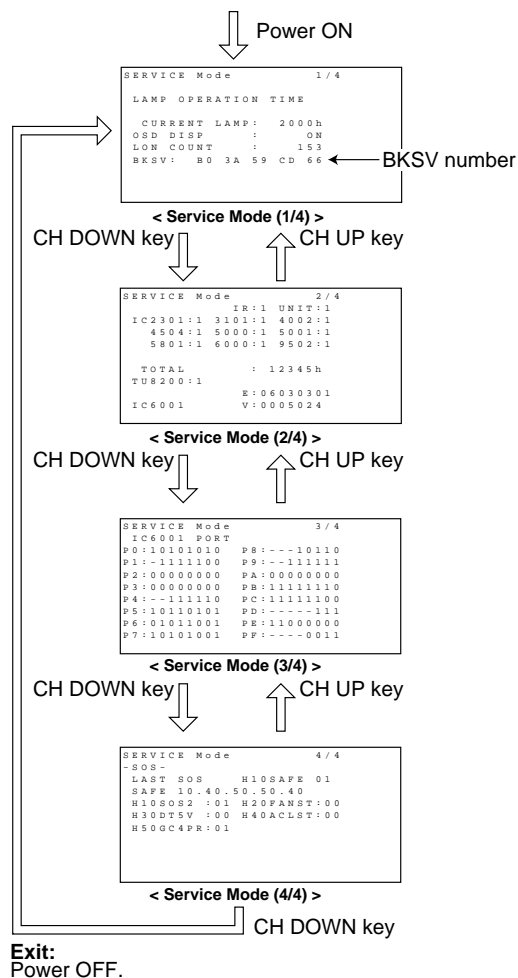 Power ON
SERVICE Mode 1/4
LAMP OPERATION TIME
CURRENT LAMP: 2000h
OSD DISP : ON
LON COUNT : 153
BKSV: B0 3A 59 CD 66
BKSV number
< Service Mode (1/4) >
CH DOWN key CH UP key
SERVICE Mode 2/4
IR:1 UNIT:1
IC2301:1 3101:1 4002:1
4504:1 5000:1 5001:1
5801:1 6000:1 9502:1
TOTAL : 12345h
TU8200:1
E:06030301
IC6001 V:0005024
< Service Mode (2/4) >
CH DOWN key CH UP key
SERVICE Mode 3/4
IC6001 PORT
P0:10101010 P8:---10110
P1:-1111100 P9:--111111
P2:00000000 PA:00000000
P3:00000000 PB:11111110
P4:--111110 PC:11111100
P5:10110101 PD:-----111
P6:01011001 PE:11000000
P7:10101001 PF:----0011
< Service Mode (3/4) >
CH DOWN key CH UP key
SERVICE Mode 4/4
-SOS-
LAST SOS H10SAFE 01
SAFE 10.40.50.50.40
H10SOS2 :01 H20FANST:00
H30DT5V :00 H40ACLST:00
H50GC4PR:01
< Service Mode (4/4) >
CH DOWN key
Exit:
Power OFF.